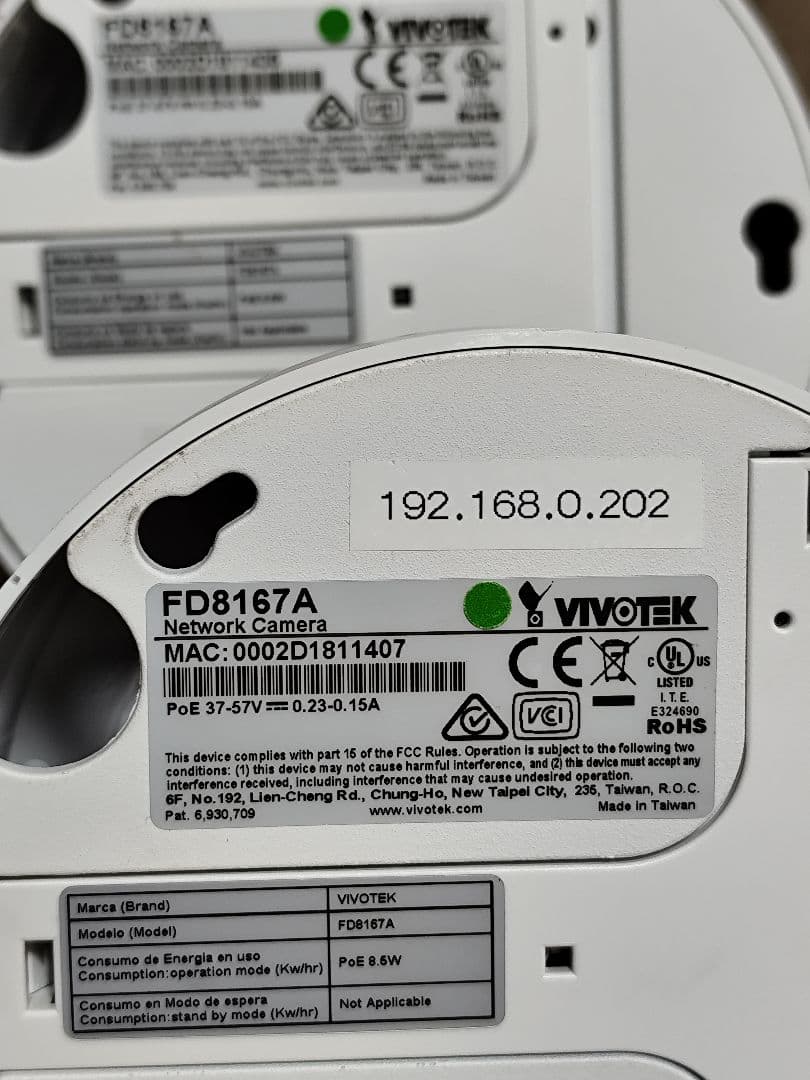 FD8167A
VIVOTEK
Network Camera
192.168.0.202
FD8167A
VIVOTEK
Network Camera
MAC:0002D1811407
PoE 37-57V 0.23-0.15A
CE
VCI
C UL US
LISTED
I.T.E.
E324690
RoHS
This device complies with part 15 of the FCC Rules. Operation is subject to the following two
conditions: (1) this device may not cause harmful interference, and (2) this device must accept any
interference received, including interference that may cause undesired operation.
6F, No.192, Lien-Cheng Rd., Chung-Ho, New Taipei City, 235, Taiwan, R.O.C.
Pat. 6,930,709
www.vivotek.com
Made in Taiwan
Marca (Brand) VIVOTEK
Modelo (Model) FD8167A
Consumo de Energia en uso
Consumption:operation mode (Kw/hr) PoE 8.5W
Consumo en Modo de espera
Consumption:stand by mode (Kw/hr) Not Applicable